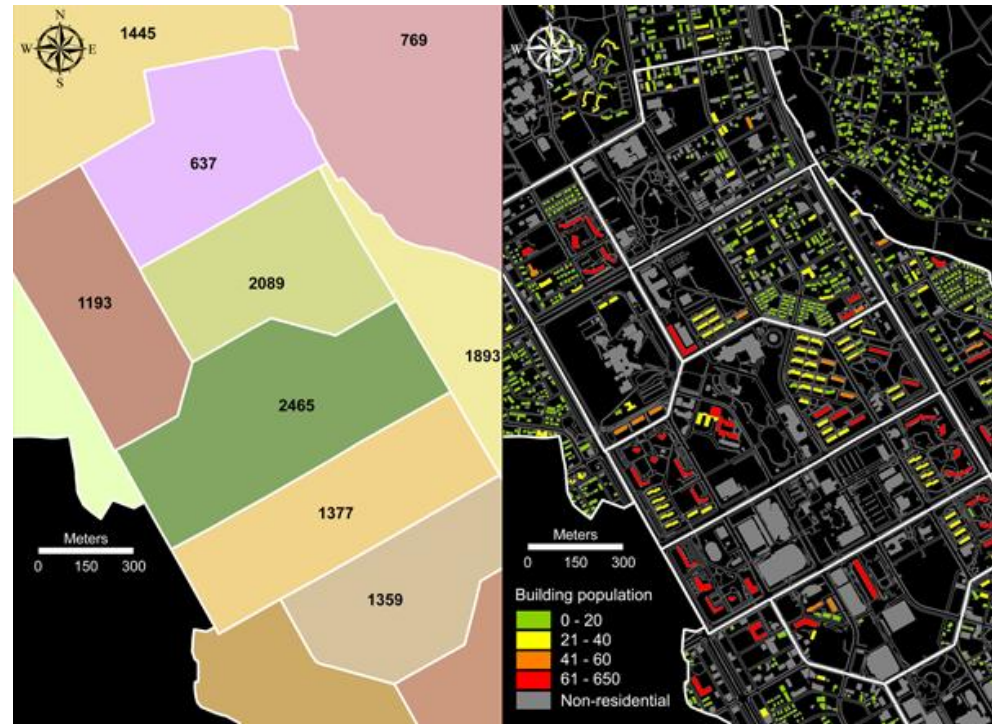 N
W E
S
1445
769
637
1193
2089
1893
2465
1377
1359
Meters
0 150 300
N
W E
S
Meters
0 150 300
Building population
0 - 20
21 - 40
41 - 60
61 - 650
Non-residential